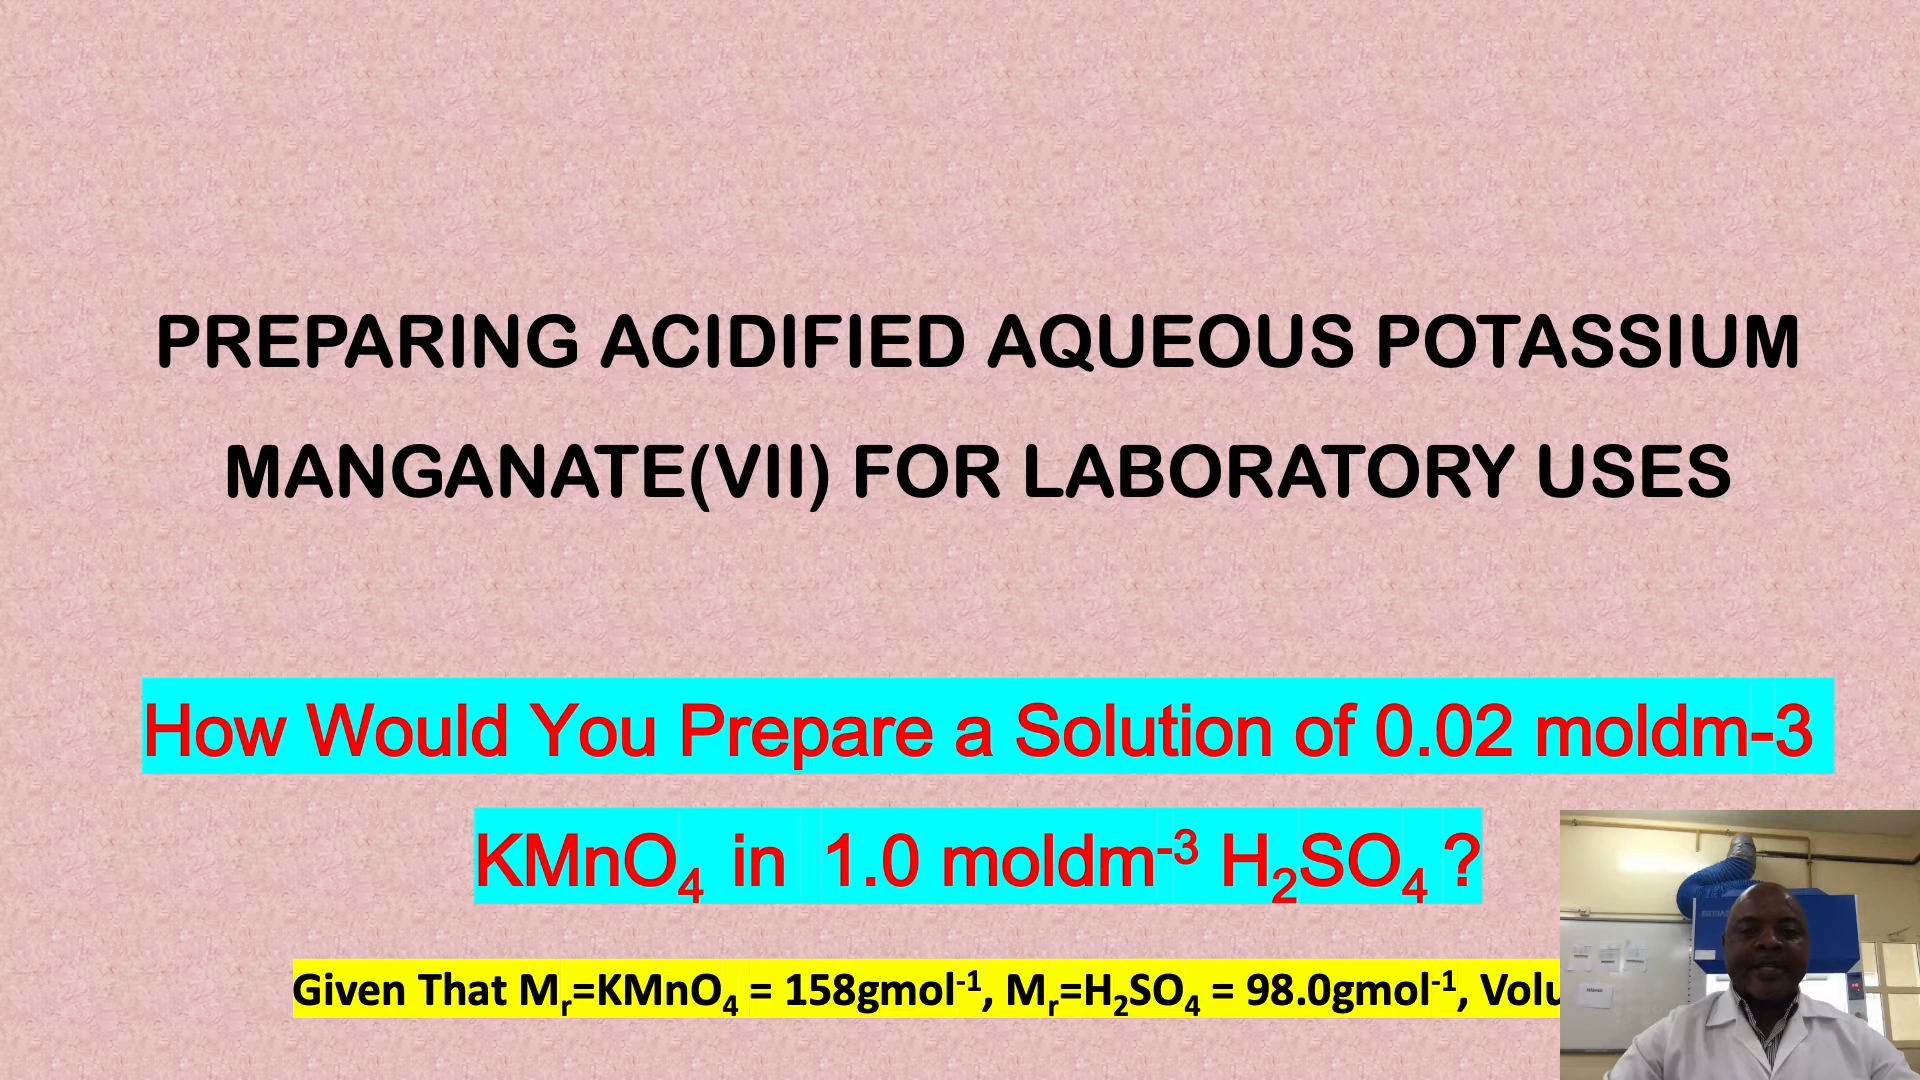 PREPARING ACIDIFIED AQUEOUS POTASSIUM
MANGANATE(VII) FOR LABORATORY USES
How Would You Prepare a Solution of 0.02 moldm-3
KMnO₄ in 1.0 moldm⁻³ H₂SO₄ ?
Given That Mᵣ=KMnO₄ = 158gmol⁻¹, Mᵣ=H₂SO₄ = 98.0gmol⁻¹,